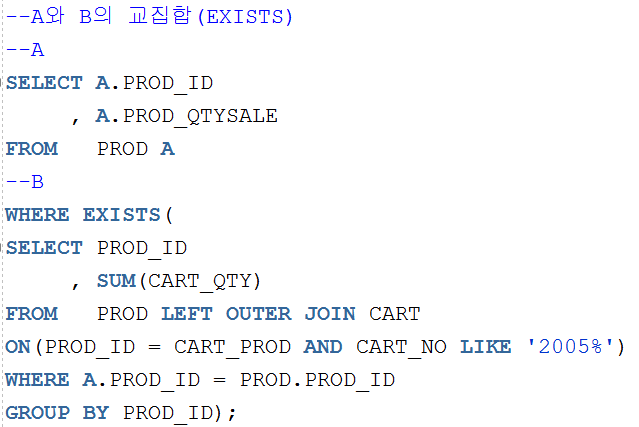 --A와 B의 교집합(EXISTS)
--A
SELECT A.PROD_ID
     , A.PROD_QTYSALE
FROM   PROD A
--B
WHERE EXISTS(
SELECT PROD_ID
     , SUM(CART_QTY)
FROM   PROD LEFT OUTER JOIN CART
ON(PROD_ID = CART_PROD AND CART_NO LIKE '2005%')
WHERE A.PROD_ID = PROD.PROD_ID
GROUP BY PROD_ID);